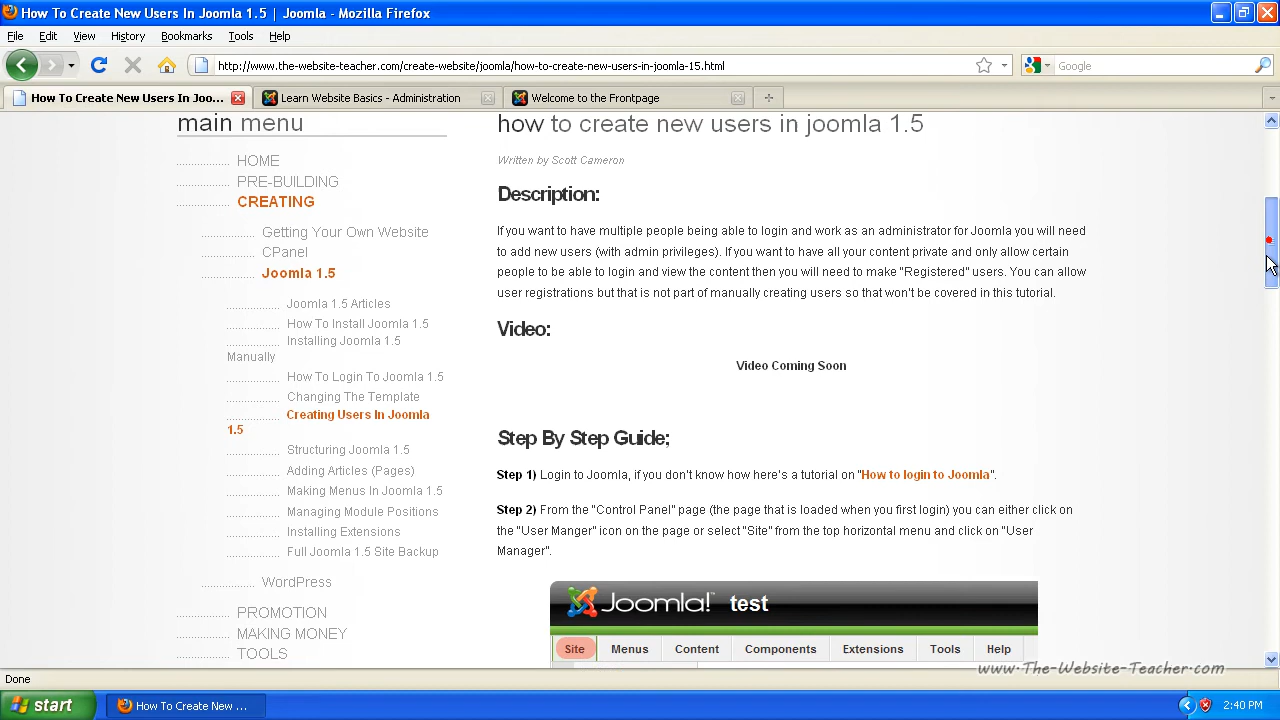 How To Create New Users In Joomla 1.5 | Joomla - Mozilla Firefox
File Edit View History Bookmarks Tools Help
http://www.the-website-teacher.com/create-website/joomla/how-to-create-new-users-in-joomla-15.html
Google
How To Create New Users In Joo...
Learn Website Basics - Administration
Welcome to the Frontpage
main menu
HOME
PRE-BUILDING
CREATING
Getting Your Own Website
CPanel
Joomla 1.5
Joomla 1.5 Articles
How To Install Joomla 1.5
Installing Joomla 1.5
Manually
How To Login To Joomla 1.5
Changing The Template
Creating Users In Joomla
1.5
Structuring Joomla 1.5
Adding Articles (Pages)
Making Menus In Joomla 1.5
Managing Module Positions
Installing Extensions
Full Joomla 1.5 Site Backup
WordPress
PROMOTION
MAKING MONEY
TOOLS
how to create new users in joomla 1.5
Written by Scott Cameron
Description:
If you want to have multiple people being able to login and work as an administrator for Joomla you will need
to add new users (with admin privileges). If you want to have all your content private and only allow certain
people to be able to login and view the content then you will need to make "Registered" users. You can allow
user registrations but that is not part of manually creating users so that won't be covered in this tutorial.
Video:
Video Coming Soon
Step By Step Guide;
Step 1) Login to Joomla, if you don't know how here's a tutorial on "How to login to Joomla".
Step 2) From the "Control Panel" page (the page that is loaded when you first login) you can either click on
the "User Manger" icon on the page or select "Site" from the top horizontal menu and click on "User
Manager".
Joomla! test
Site Menus Content Components Extensions Tools Help
www.The-Website-Teacher.com
Done
start
How To Create New ...
2:40 PM